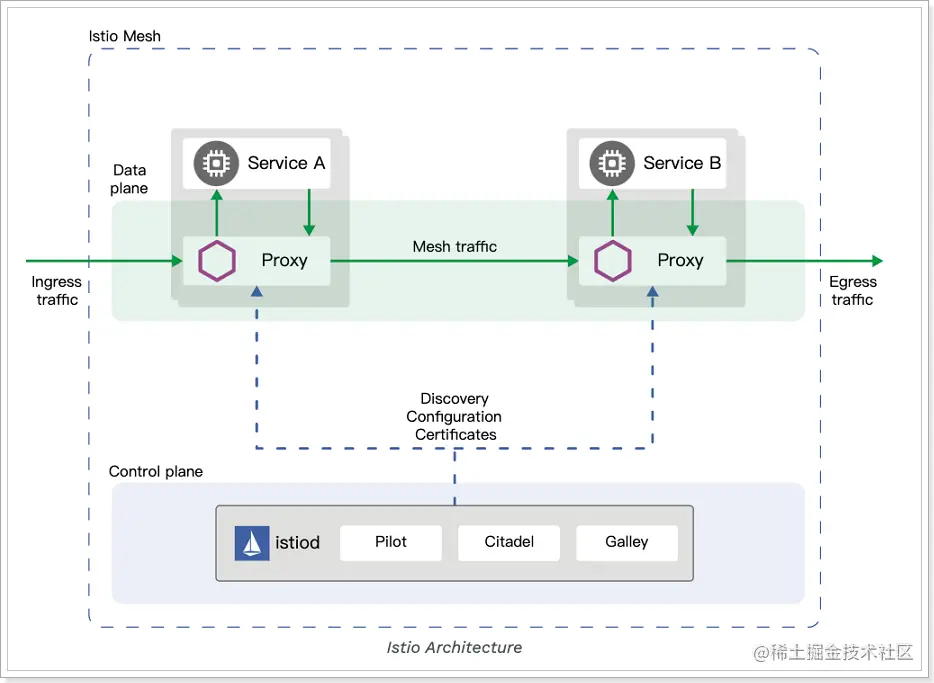 Istio Mesh
Data
plane
Service A
Service B
Proxy
Mesh traffic
Proxy
Ingress
traffic
Egress
traffic
Discovery
Configuration
Certificates
Control plane
istiod
Pilot
Citadel
Galley
Istio Architecture
@稀土掘金技术社区